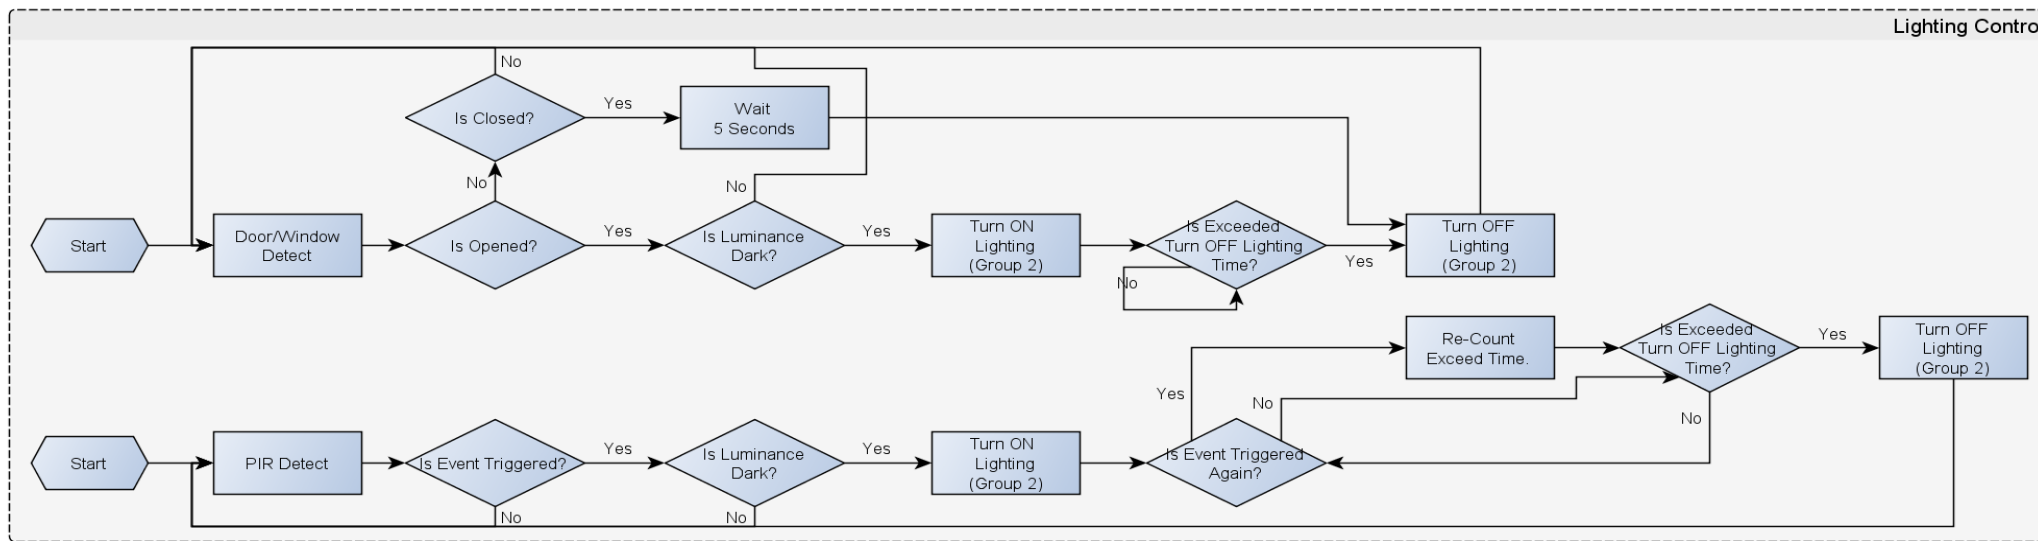 Lighting Contro
No
Is Closed?
Yes
Wait
5 Seconds
No
No
Start
Door/Window
Detect
Is Opened?
Yes
Is Luminance
Dark?
Yes
Turn ON
Lighting
(Group 2)
Is Exceeded
Turn OFF Lighting
Time?
No
Yes
Turn OFF
Lighting
(Group 2)
Re-Count
Exceed Time.
Is Exceeded
Turn OFF Lighting
Time?
Yes
Turn OFF
Lighting
(Group 2)
Yes
No
No
Start
PIR Detect
Is Event Triggered?
Yes
Is Luminance
Dark?
Yes
Turn ON
Lighting
(Group 2)
Is Event Triggered
Again?
No
No